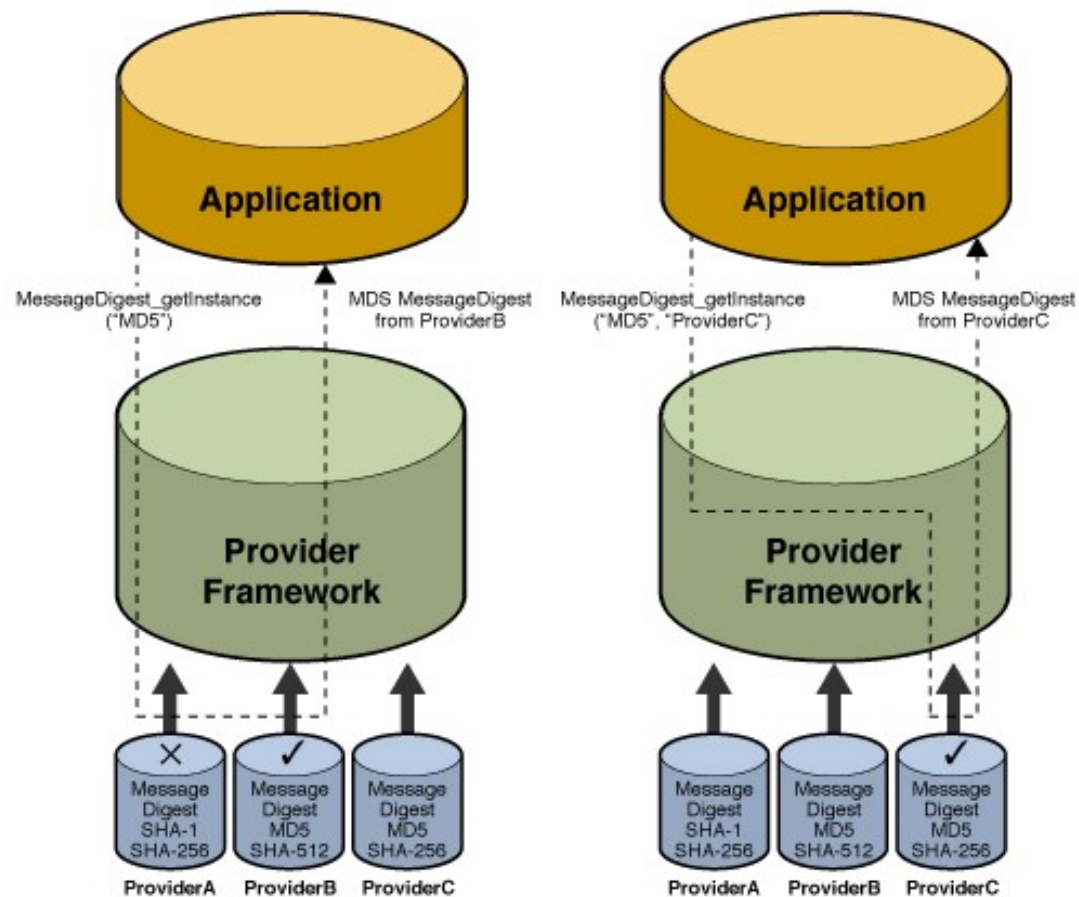 Application
MessageDigest_getInstance
("MD5")
MDS MessageDigest
from ProviderB
Provider
Framework
✕
Message
Digest
SHA-1
SHA-256
ProviderA
✓
Message
Digest
MD5
SHA-512
ProviderB
Message
Digest
MD5
SHA-256
ProviderC
Application
MessageDigest_getInstance
("MD5", "ProviderC")
MDS MessageDigest
from ProviderC
Provider
Framework
Message
Digest
SHA-1
SHA-256
ProviderA
Message
Digest
MD5
SHA-512
ProviderB
✓
Message
Digest
MD5
SHA-256
ProviderC